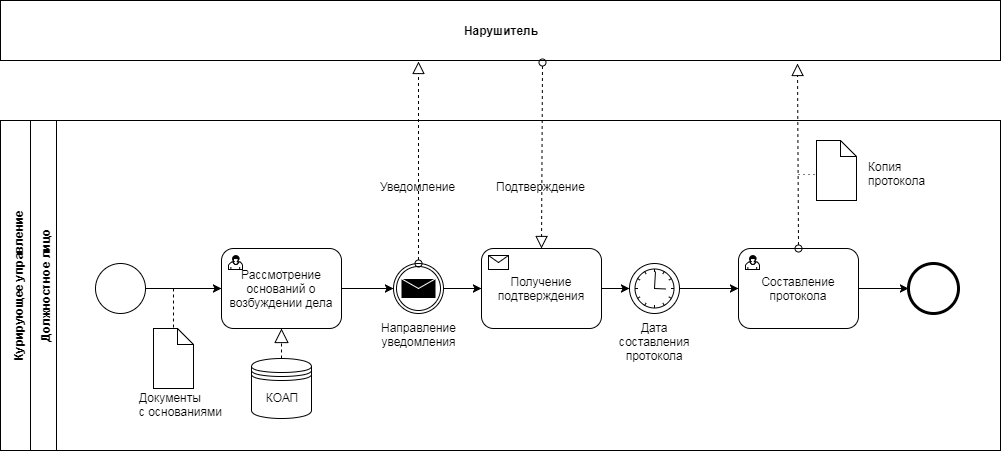 Нарушитель
Курирующее управление
Должностное лицо
Уведомление
Подтверждение
Копия
протокола
Рассмотрение
оснований о
возбуждении дела
Направление
уведомления
Получение
подтверждения
Дата
составления
протокола
Составление
протокола
Документы
с основаниями
КОАП